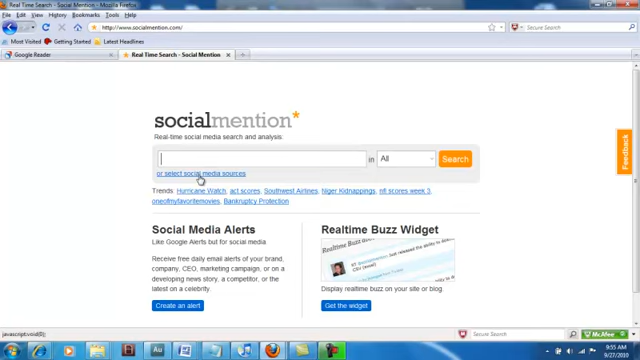 Real Time Search - Social Mention - Mozilla Firefox
File Edit View History Bookmarks Tools Help
http://www.socialmention.com/
Secure Search
McAfee
Most Visited Getting Started Latest Headlines
Google Reader
Real Time Search - Social Mention
socialmention*
Real-time social media search and analysis:
in All Search
or select social media sources
Trends: Hurricane Watch act scores Southwest Airlines Niger Kidnappings nfl scores week 3
oneofmyfavoritemovies Bankruptcy Protection
Feedback
Social Media Alerts
Like Google Alerts but for social media
Receive free daily email alerts of your brand,
company, CEO, marketing campaign, or on a
developing news story, a competitor, or the
latest on a celebrity.
Create an alert
Realtime Buzz Widget
Realtime Buzz
Display realtime buzz on your site or blog.
Get the widget
javascript:void(0);
Secure Search
McAfee
9:55 AM
9/27/2010